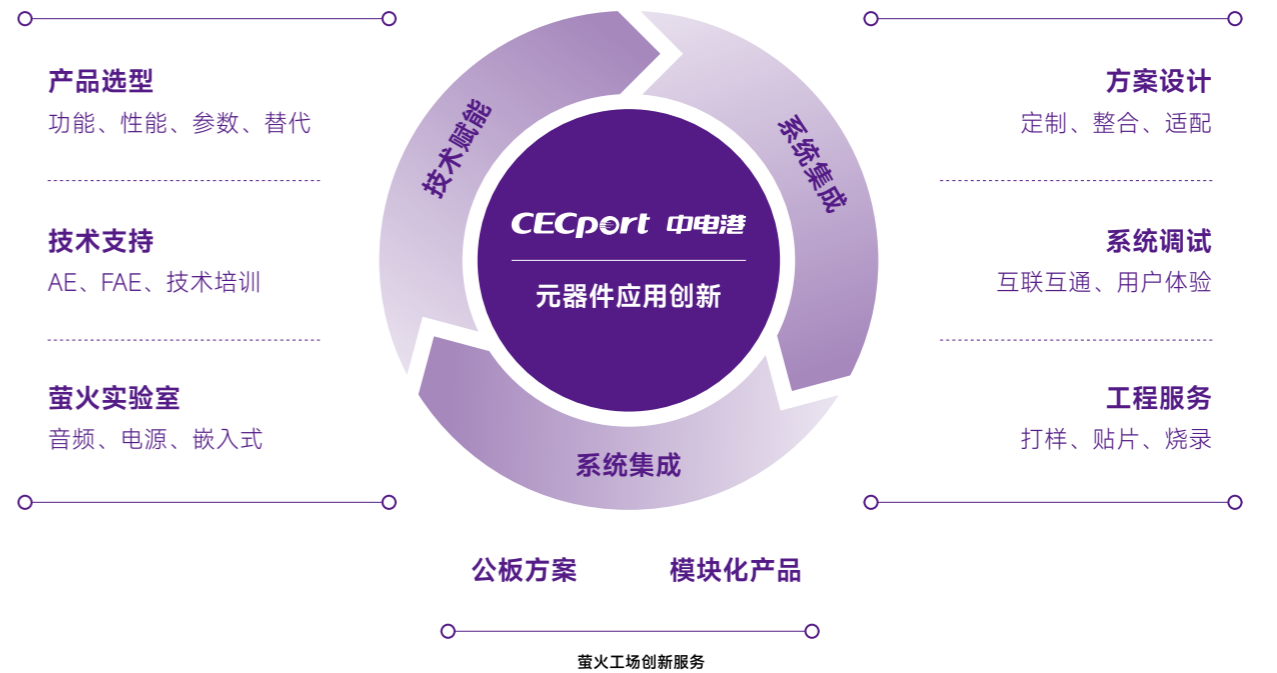 产品选型
功能、性能、参数、替代
技术支持
AE、FAE、技术培训
萤火实验室
音频、电源、嵌入式
技术赋能
系统集成
CECport 中电港
元器件应用创新
系统集成
方案设计
定制、整合、适配
系统调试
互联互通、用户体验
工程服务
打样、贴片、烧录
公板方案 模块化产品
萤火工场创新服务